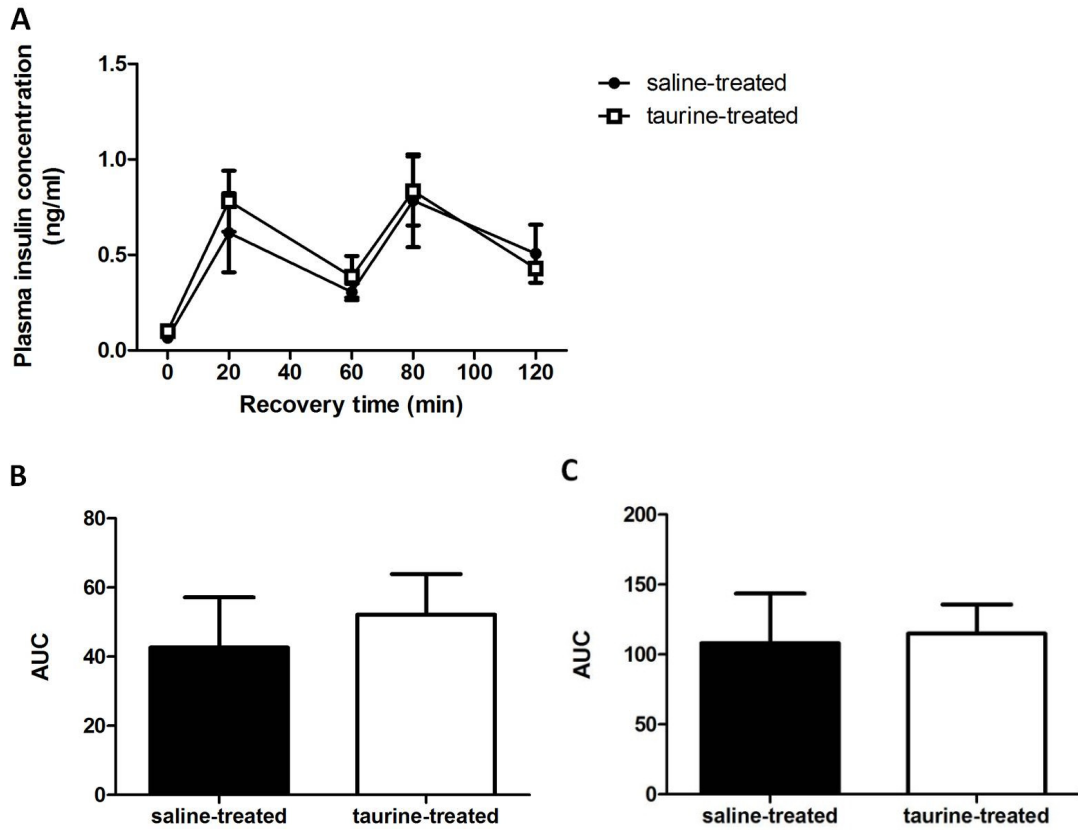 A
Plasma insulin concentration
(ng/ml)
1.5
1.0
0.5
0.0
0 20 40 60 80 100 120
Recovery time (min)
saline-treated
taurine-treated
B
AUC
80
60
40
20
0
saline-treated taurine-treated
C
AUC
200
150
100
50
0
saline-treated taurine-treated